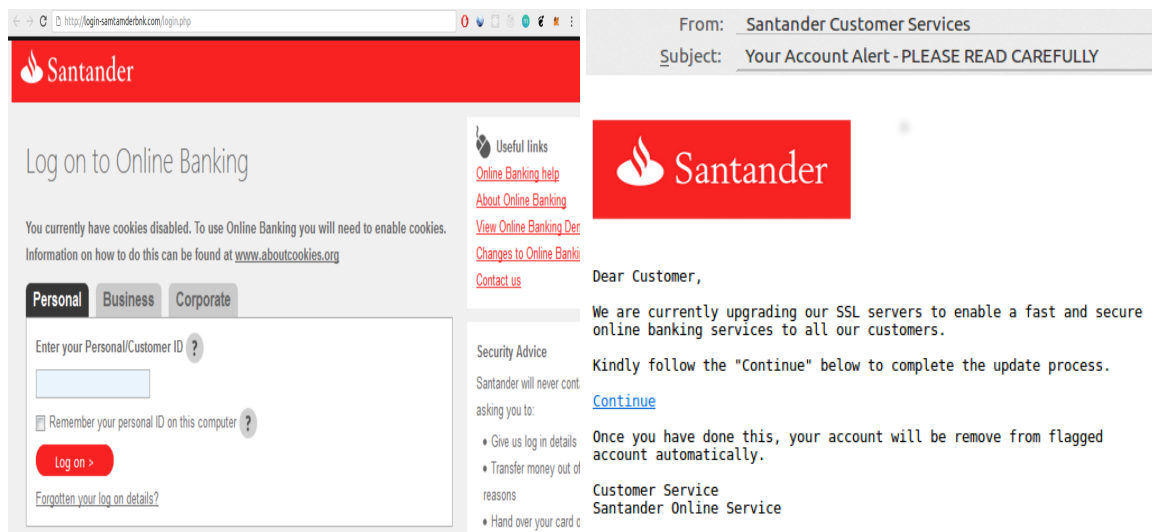 http://login-samtamderbnk.com/login.php
Santander
Log on to Online Banking
You currently have cookies disabled. To use Online Banking you will need to enable cookies.
Information on how to do this can be found at www.aboutcookies.org
Personal Business Corporate
Enter your Personal/Customer ID ?
Remember your personal ID on this computer ?
Log on >
Forgotten your log on details?
Useful links
Online Banking help
About Online Banking
View Online Banking Der
Changes to Online Banki
Contact us
Security Advice
Santander will never cont
asking you to:
• Give us log in details
• Transfer money out of
reasons
• Hand over your card o
From: Santander Customer Services
Subject: Your Account Alert - PLEASE READ CAREFULLY
Santander
Dear Customer,
We are currently upgrading our SSL servers to enable a fast and secure
online banking services to all our customers.
Kindly follow the "Continue" below to complete the update process.
Continue
Once you have done this, your account will be remove from flagged
account automatically.
Customer Service
Santander Online Service